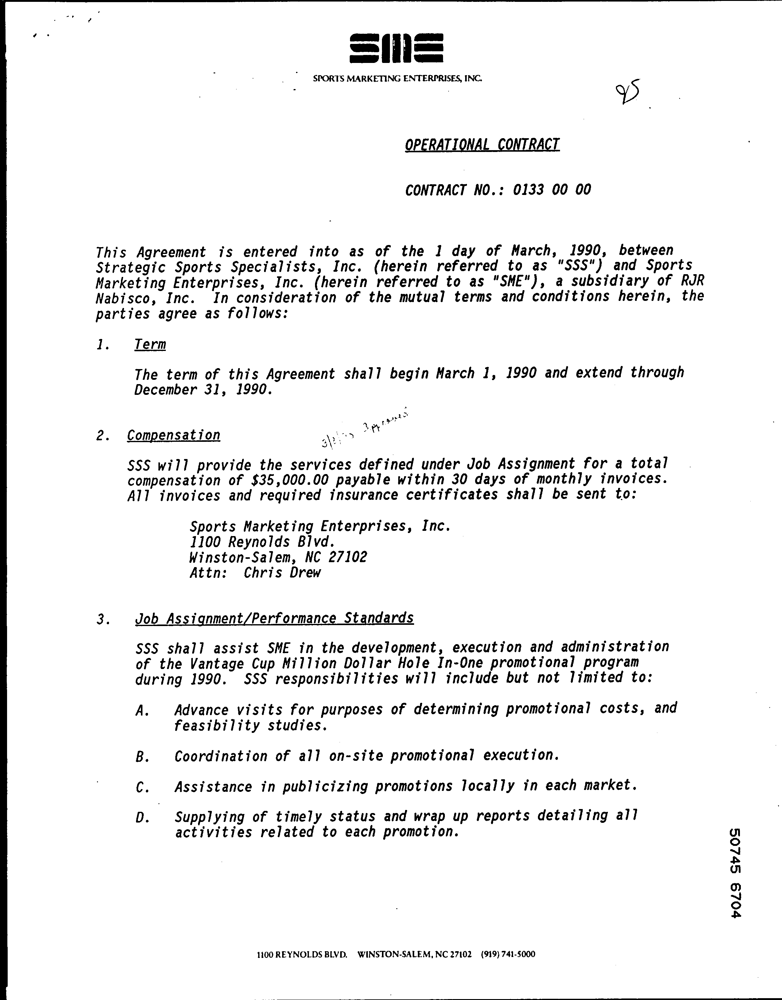 SME
SPORTS MARKETING ENTERPRISES, INC.
OPERATIONAL CONTRACT
CONTRACT NO.: 0133 00 00
This Agreement is entered into as of the 1 day of March, 1990, between
Strategic Sports Specialists, Inc. (herein referred to as "SSS") and Sports
Marketing Enterprises, Inc. (herein referred to as "SME"), a subsidiary of RJR
Nabisco, Inc. In consideration of the mutual terms and conditions herein, the
parties agree as follows:
1. Term
The term of this Agreement shall begin March 1, 1990 and extend through
December 31, 1990.
2. Compensation
SSS will provide the services defined under Job Assignment for a total
compensation of $35,000.00 payable within 30 days of monthly invoices.
All invoices and required insurance certificates shall be sent to:
Sports Marketing Enterprises, Inc.
1100 Reynolds Blvd.
Winston-Salem, NC 27102
Attn: Chris Drew
3. Job Assignment/Performance Standards
SSS shall assist SME in the development, execution and administration
of the Vantage Cup Million Dollar Hole In-One promotional program
during 1990. SSS responsibilities will include but not limited to:
A. Advance visits for purposes of determining promotional costs, and
feasibility studies.
B. Coordination of all on-site promotional execution.
C. Assistance in publicizing promotions locally in each market.
D. Supplying of timely status and wrap up reports detailing all
activities related to each promotion.
50745 6704
1100 REYNOLDS BLVD. WINSTON-SALEM, NC 27102 (919) 741-5000